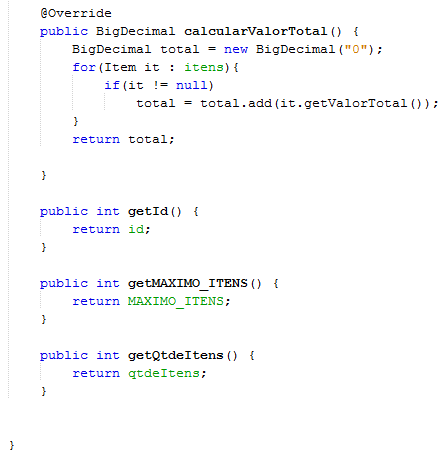 @Override
public BigDecimal calcularValorTotal() {
BigDecimal total = new BigDecimal("0");
for(Item it : itens){
if(it != null)
total = total.add(it.getValorTotal());
}
return total;
}
public int getId() {
return id;
}
public int getMAXIMO_ITENS() {
return MAXIMO_ITENS;
}
public int getQtdeItens() {
return qtdeItens;
}
}